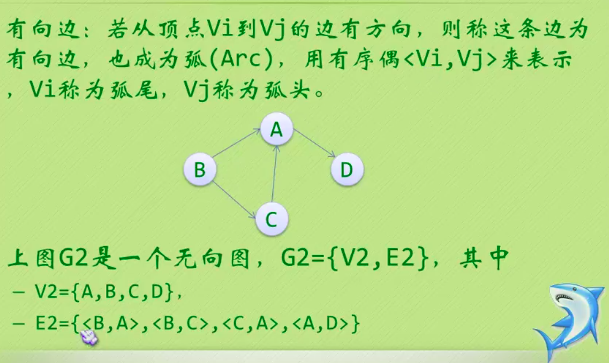 有向边：若从顶点Vi到Vj的边有方向，则称这条边为
有向边，也成为弧(Arc)，用有序偶<Vi,Vj>来表示
，Vi称为弧尾，Vj称为弧头。
A
B
D
C
上图G2是一个无向图，G2={V2,E2}，其中
– V2={A,B,C,D}，
– E2={<B,A>,<B,C>,<C,A>,<A,D>}